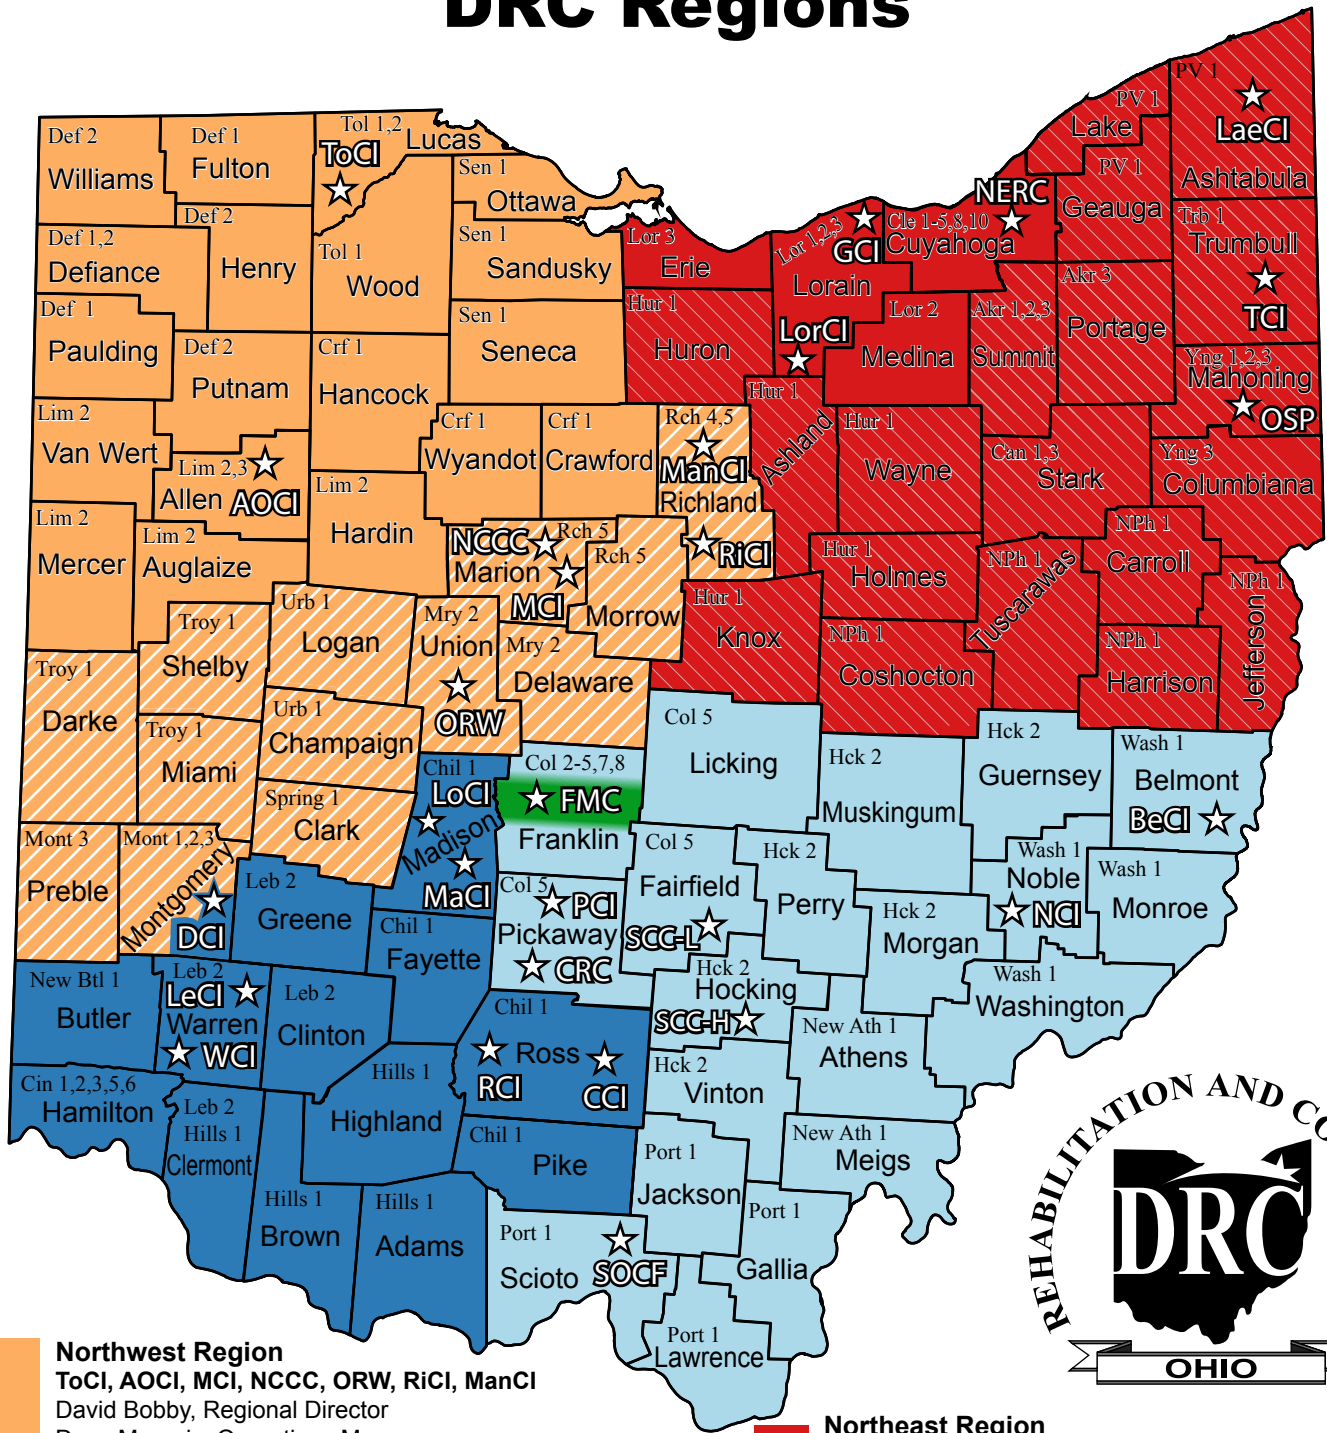 DRC Regions
PV 1
LaeCI
Ashtabula
PV 1
Lake
PV 1
Geauga
Trb 1
Trumbull
TCI
NERC
Cle 1-5,8,10
Cuyahoga
Lor 1,2,3
GCI
Lorain
LorCI
Lor 3
Erie
Hur 1
Huron
Lor 2
Medina
Akr 1,2,3
Summit
Akr 3
Portage
Yng 1,2,3
Mahoning
OSP
Yng 3
Columbiana
Can 1,3
Stark
Hur 1
Wayne
Hur 1
Ashland
Hur 1
Holmes
Hur 1
Knox
NPh 1
Coshocton
NPh 1
Tuscarawas
NPh 1
Carroll
NPh 1
Harrison
NPh 1
Jefferson
Def 2
Williams
Def 1
Fulton
Tol 1,2
Lucas
ToCI
Sen 1
Ottawa
Def 1,2
Defiance
Def 2
Henry
Tol 1
Wood
Sen 1
Sandusky
Def 1
Paulding
Def 2
Putnam
Crf 1
Hancock
Sen 1
Seneca
Lim 2
Van Wert
Lim 2,3
Allen
AOCI
Crf 1
Wyandot
Crf 1
Crawford
Rch 4,5
ManCI
Richland
RiCI
Lim 2
Mercer
Lim 2
Auglaize
Lim 2
Hardin
NCCC
Rch 5
Marion
MCI
Rch 5
Morrow
Troy 1
Shelby
Urb 1
Logan
Mry 2
Union
ORW
Mry 2
Delaware
Troy 1
Darke
Troy 1
Miami
Urb 1
Champaign
Spring 1
Clark
Mont 3
Preble
Mont 1,2,3
Montgomery
DCI
Chil 1
LoCI
Madison
MaCI
Leb 2
Greene
Chil 1
Fayette
New Btl 1
Butler
Leb 2
LeCI
Warren
WCI
Leb 2
Clinton
Cin 1,2,3,5,6
Hamilton
Leb 2
Hills 1
Clermont
Hills 1
Highland
Hills 1
Brown
Hills 1
Adams
Chil 1
Ross
RCI
CCI
Chil 1
Pike
Col 2-5,7,8
FMC
Franklin
Col 5
Licking
Hck 2
Muskingum
Hck 2
Guernsey
Wash 1
Belmont
BeCI
Col 5
PCI
Pickaway
CRC
Col 5
Fairfield
SCC-L
Hck 2
Perry
Hck 2
Morgan
Wash 1
Noble
NCI
Wash 1
Monroe
Hck 2
Hocking
SCC-H
Wash 1
Washington
New Ath 1
Athens
Hck 2
Vinton
New Ath 1
Meigs
Port 1
Jackson
Port 1
Gallia
Port 1
Scioto
SOCF
Port 1
Lawrence
REHABILITATION AND CO
DRC
OHIO
Northwest Region
ToCI, AOCI, MCI, NCCC, ORW, RiCI, ManCI
David Bobby, Regional Director
Northeast Region